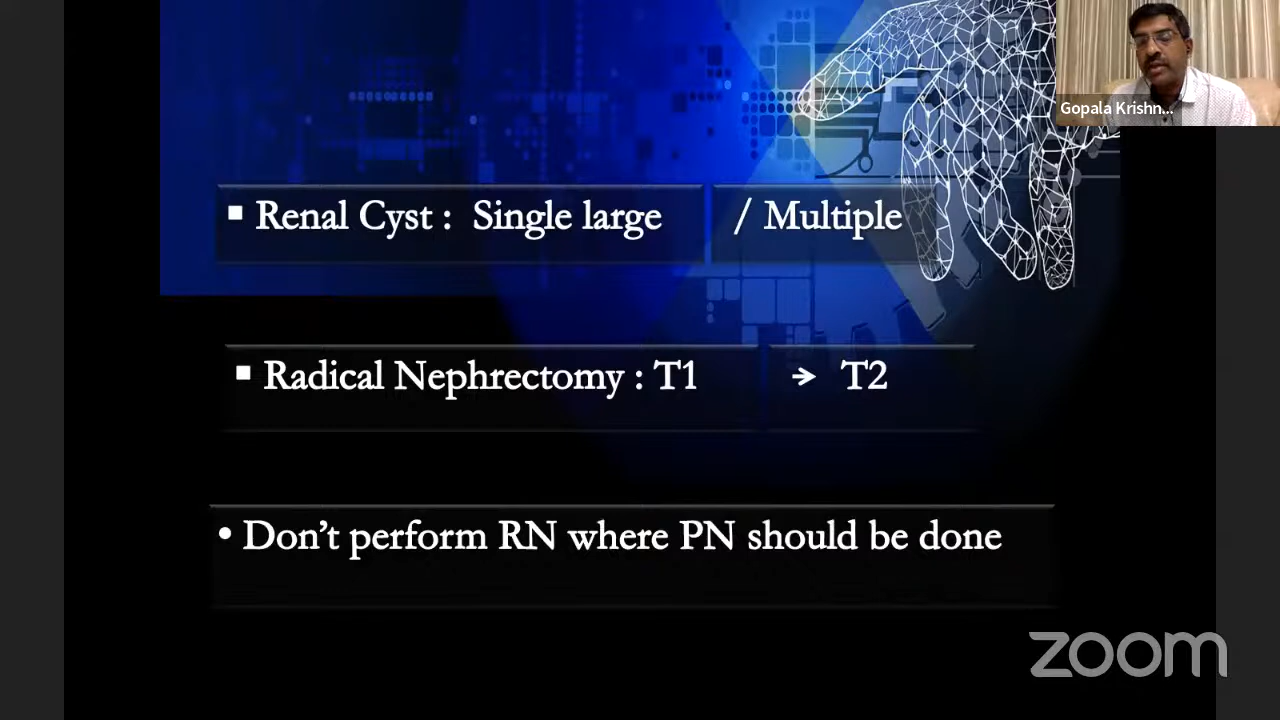 Gopala Krishn...
▪ Renal Cyst : Single large / Multiple
▪ Radical Nephrectomy : T1 → T2
• Don't perform RN where PN should be done
zoom